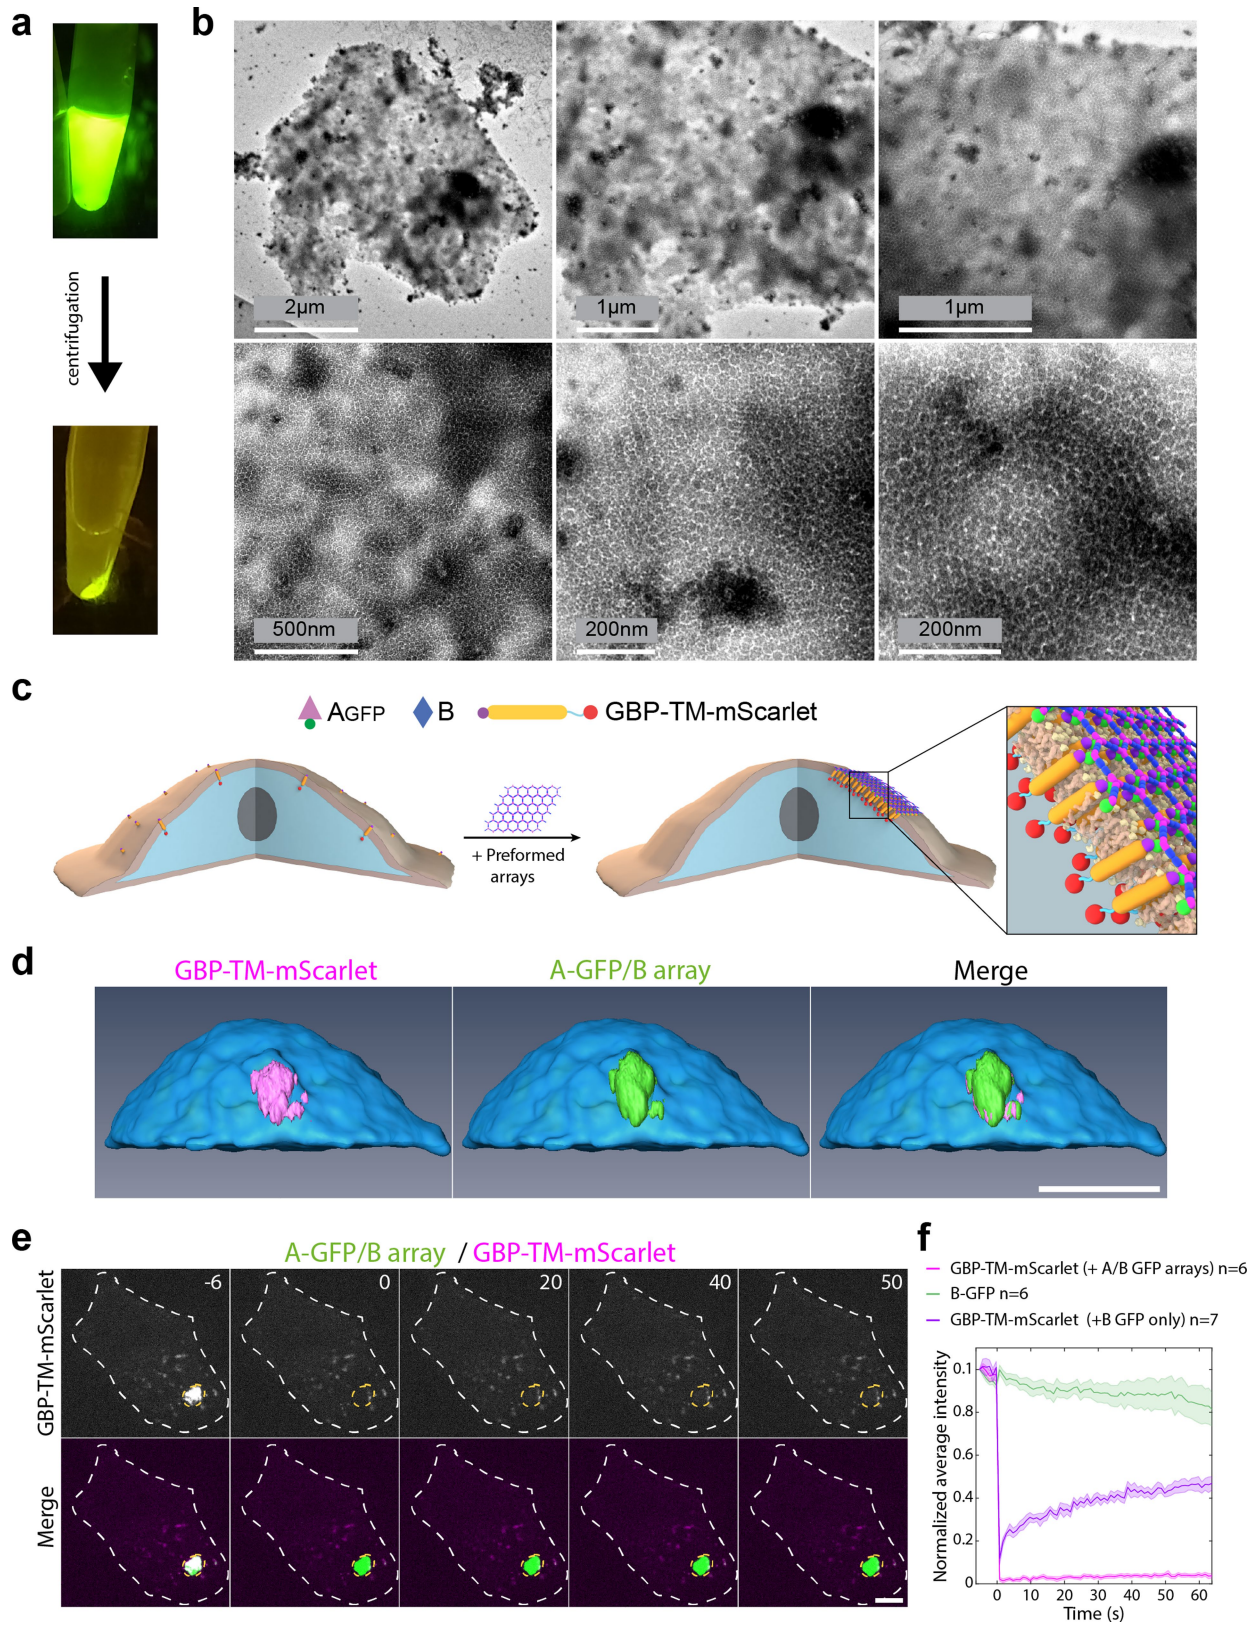 a
b
centrifugation
2µm
1µm
1µm
500nm
200nm
200nm
c
AGFP
B
GBP-TM-mScarlet
+ Preformed
arrays
d
GBP-TM-mScarlet
A-GFP/B array
Merge
e
A-GFP/B array / GBP-TM-mScarlet
GBP-TM-mScarlet
-6
0
20
40
50
Merge
f
GBP-TM-mScarlet (+ A/B GFP arrays) n=6
B-GFP n=6
GBP-TM-mScarlet (+B GFP only) n=7
Normalized average intensity
0.1
0.8
0.6
0.4
0.2
0
0 10 20 30 40 50 60
Time (s)